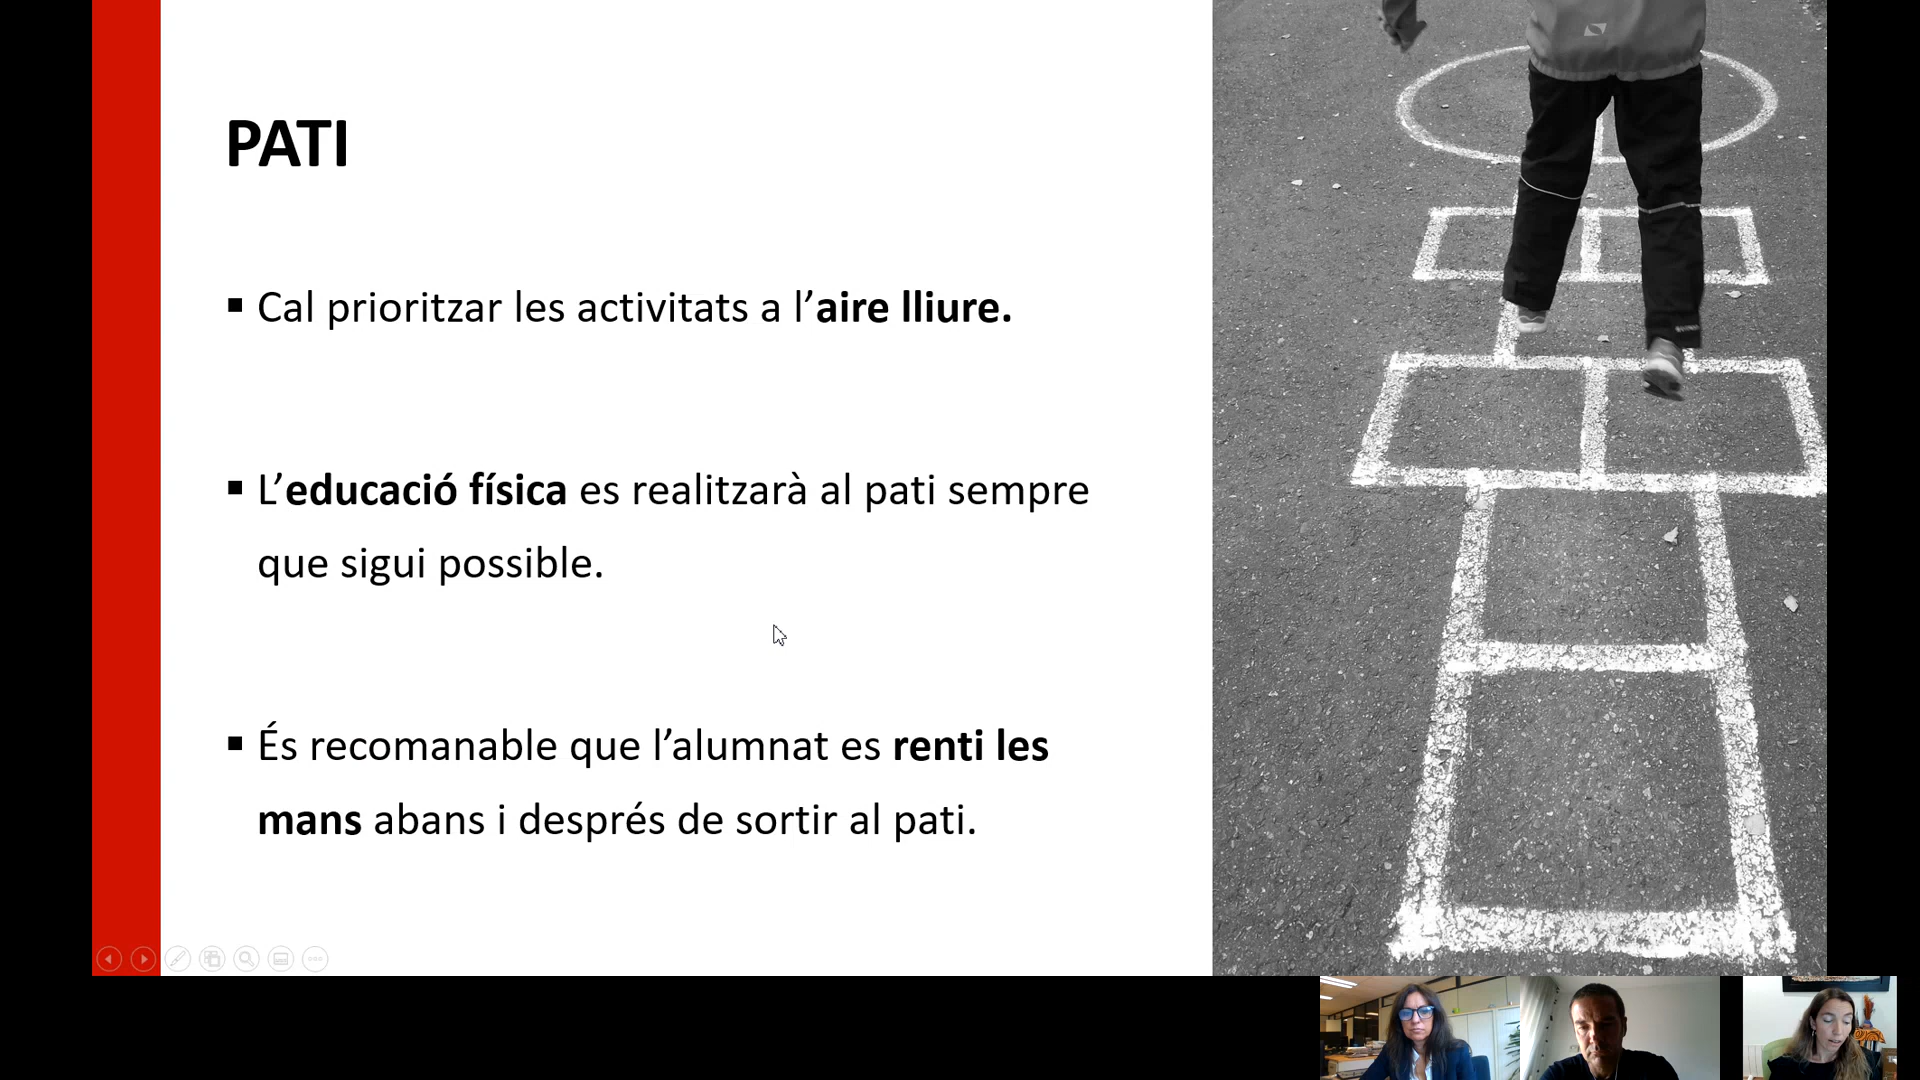 PATI
▪ Cal prioritzar les activitats a l’aire lliure.
▪ L’educació física es realitzarà al pati sempre
que sigui possible.
▪ És recomanable que l’alumnat es renti les
mans abans i després de sortir al pati.